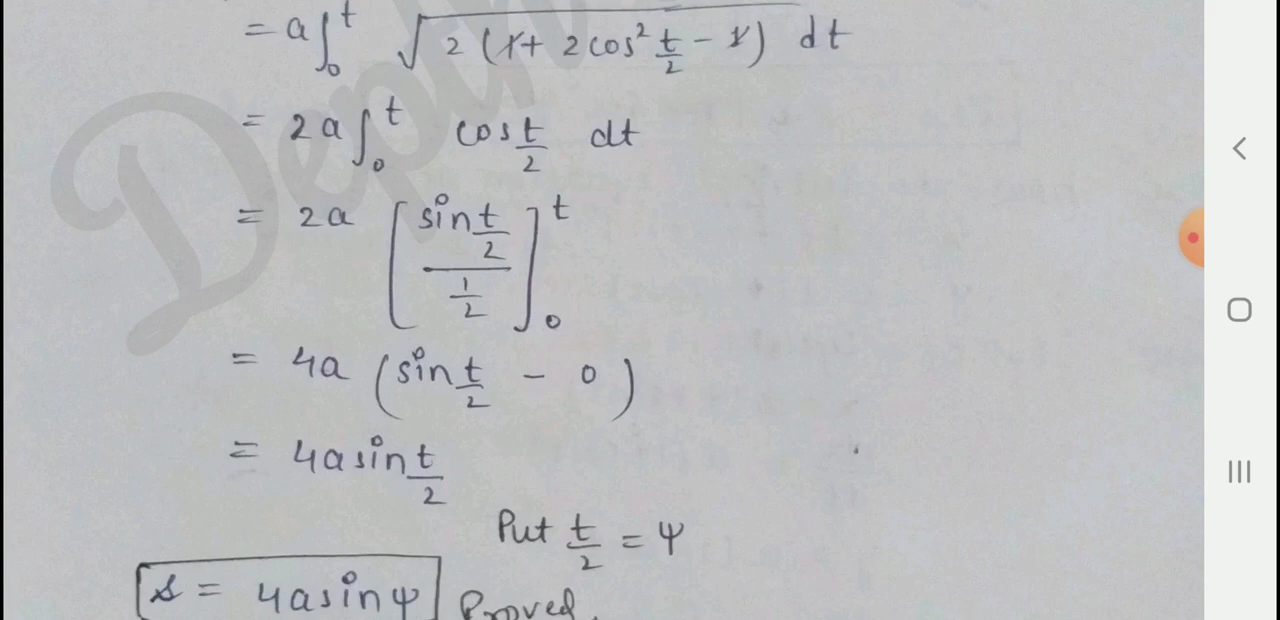 = a ∫₀ᵗ √2 (1 + 2cos² t/2 - 1) dt
= 2a ∫₀ᵗ cos t/2 dt
= 2a [ sin t/2 / 1/2 ]₀ᵗ
= 4a (sin t/2 - 0)
= 4a sin t/2
Put t/2 = ψ
s = 4a sin ψ Proved.